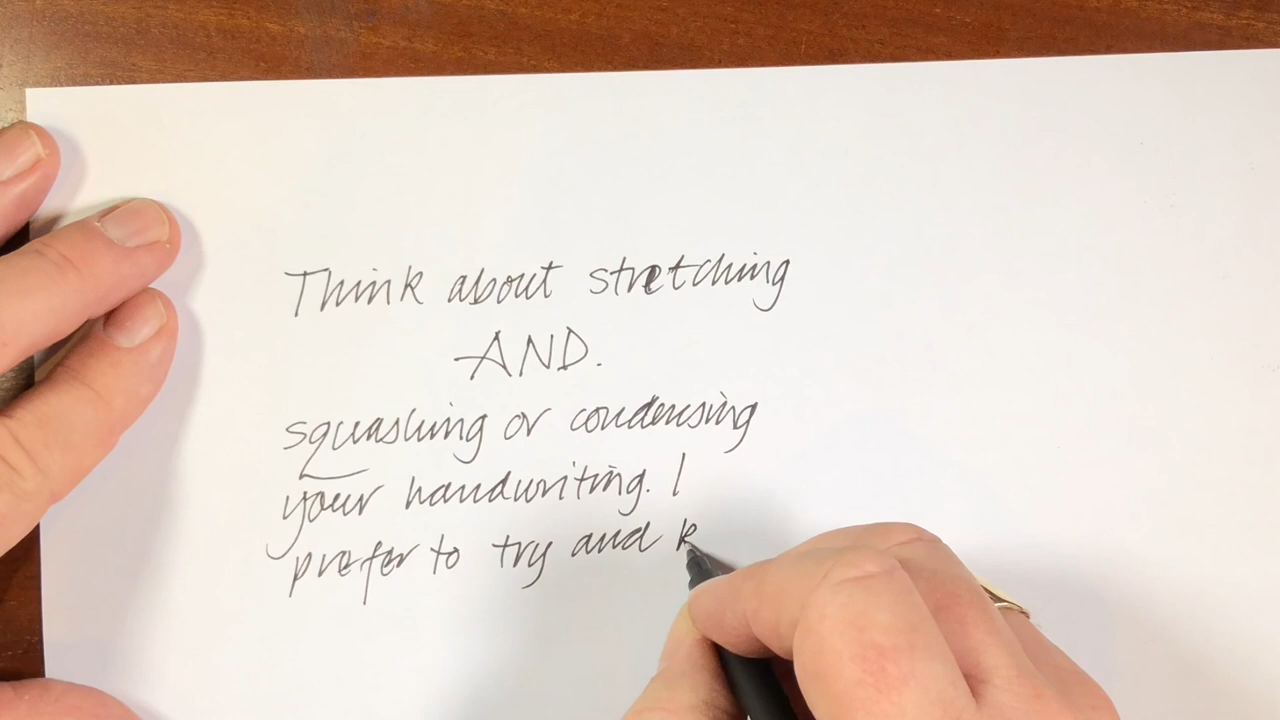 Think about stretching
AND.
squashing or condensing
your handwriting. I
prefer to try and k